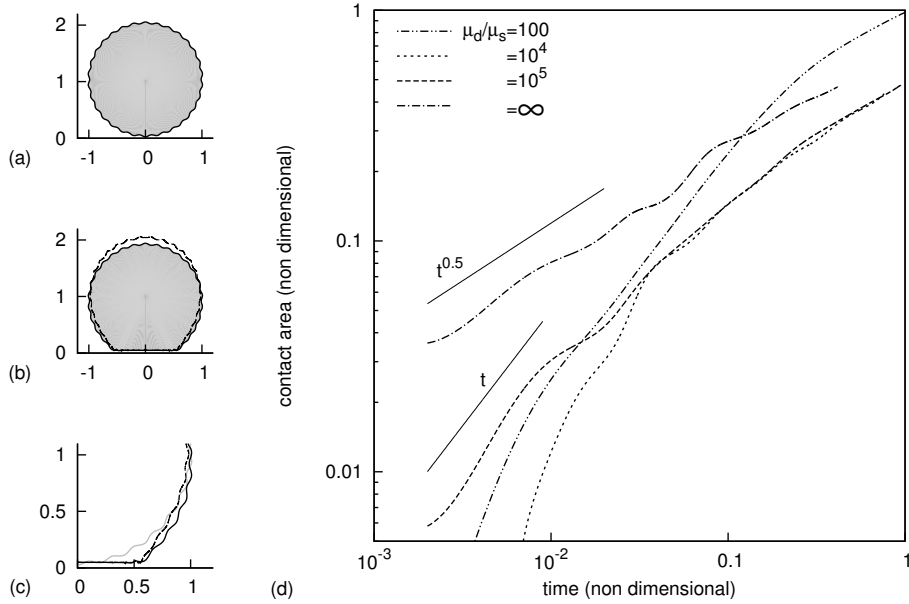 2
1
0
(a)
-1 0 1
2
1
0
(b)
-1 0 1
1
0.5
0
(c)
0 0.5 1
contact area (non dimensional)
1
0.1
0.01
μd/μs=100
=10^4
=10^5
=∞
t^0.5
t
10^-3 10^-2 0.1 1
(d)
time (non dimensional)